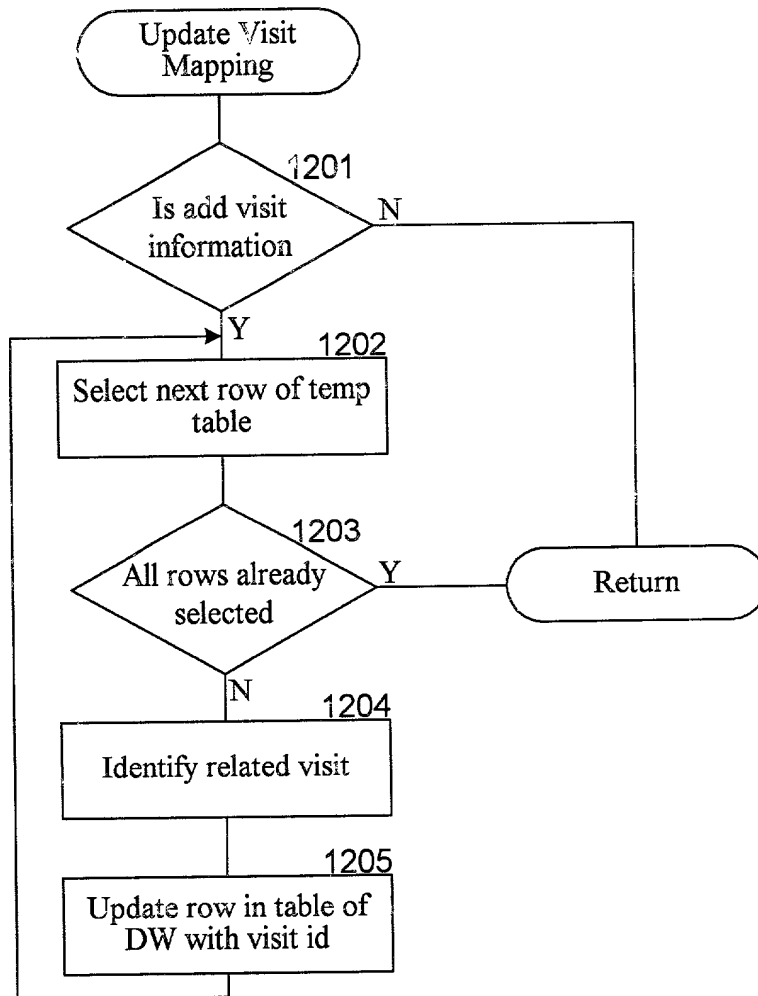 Update Visit
Mapping
1201
Is add visit
information
N
Y
1202
Select next row of temp
table
1203
All rows already
selected
Y
Return
N
1204
Identify related visit
1205
Update row in table of
DW with visit id